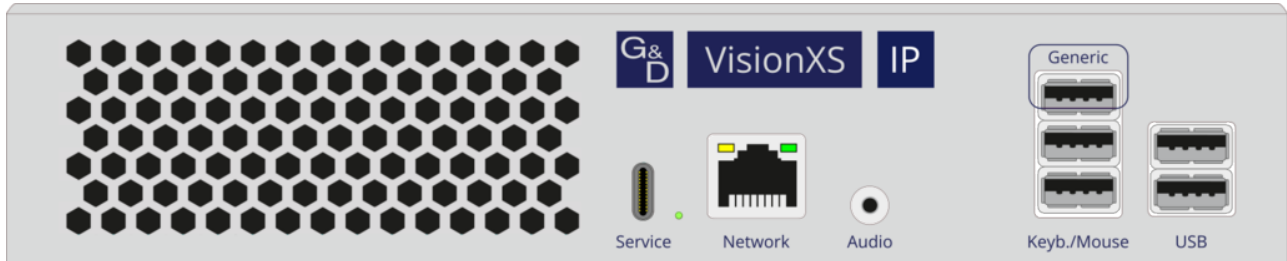 G&D VisionXS IP
Generic
Service Network Audio Keyb./Mouse USB